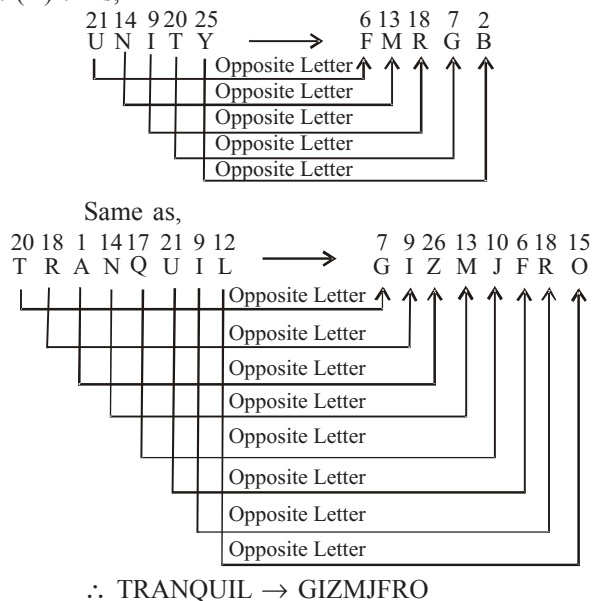 21 14 9 20 25 6 13 18 7 2
U N I T Y F M R G B
Opposite Letter
Opposite Letter
Opposite Letter
Opposite Letter
Opposite Letter
Same as,
20 18 1 14 17 21 9 12 7 9 26 13 10 6 18 15
T R A N Q U I L G I Z M J F R O
Opposite Letter
Opposite Letter
Opposite Letter
Opposite Letter
Opposite Letter
Opposite Letter
Opposite Letter
Opposite Letter
∴ TRANQUIL → GIZMJFRO